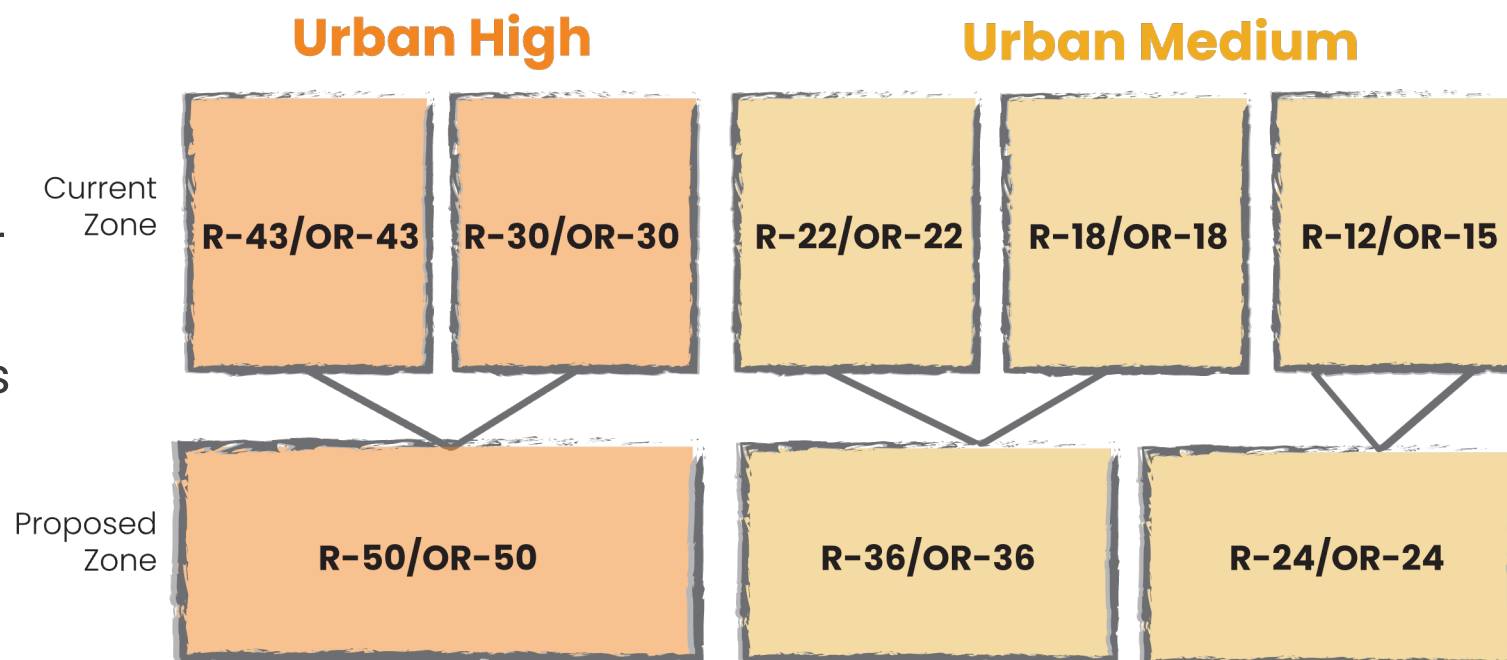 Urban High
Urban Medium
Current
Zone
R-43/OR-43
R-30/OR-30
R-22/OR-22
R-18/OR-18
R-12/OR-15
s
Proposed
Zone
R-50/OR-50
R-36/OR-36
R-24/OR-24